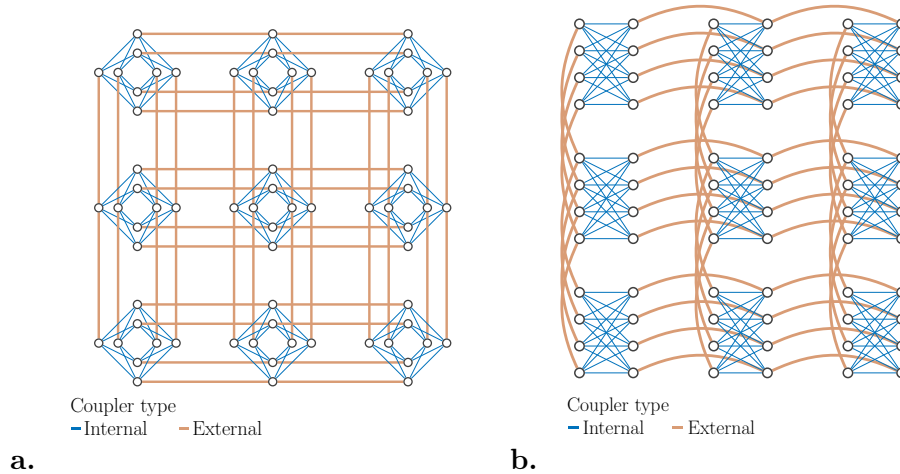 Coupler type
Internal External
a.
Coupler type
Internal External
b.